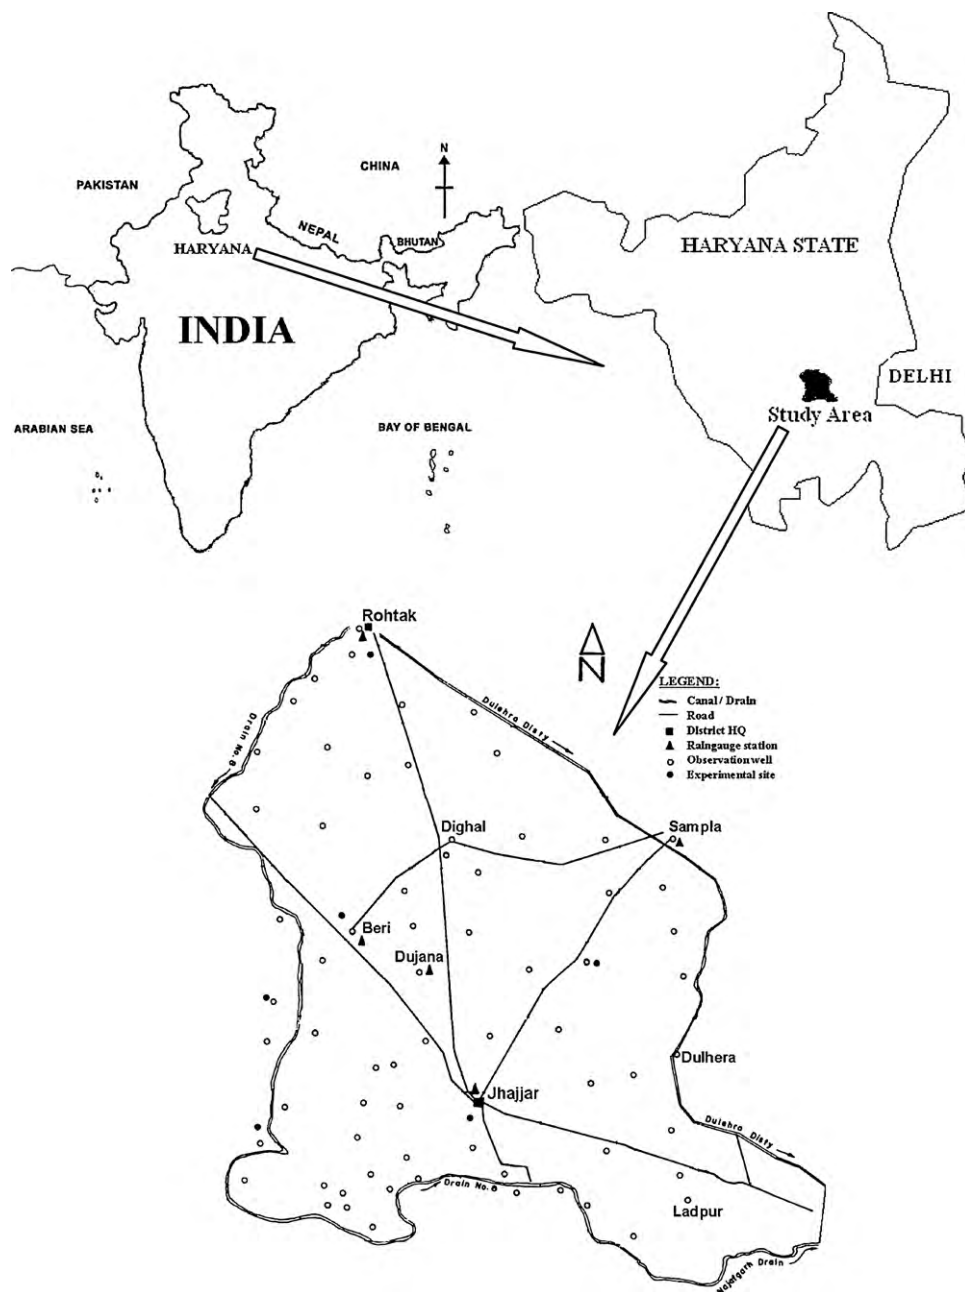 N
CHINA
PAKISTAN
NEPAL
BHUTAN
HARYANA
HARYANA STATE
INDIA
DELHI
Study Area
ARABIAN SEA
BAY OF BENGAL
Rohtak
N
LEGEND:
Canal / Drain
Road
District HQ
Raingauge station
Observation well
Experimental site
Dulehra Disty
Drain No. 8
Dighal
Sampla
Beri
Dujana
Dulhera
Jhajjar
Dulehra Disty
Drain No. 8
Ladpur
Najafgarh Drain